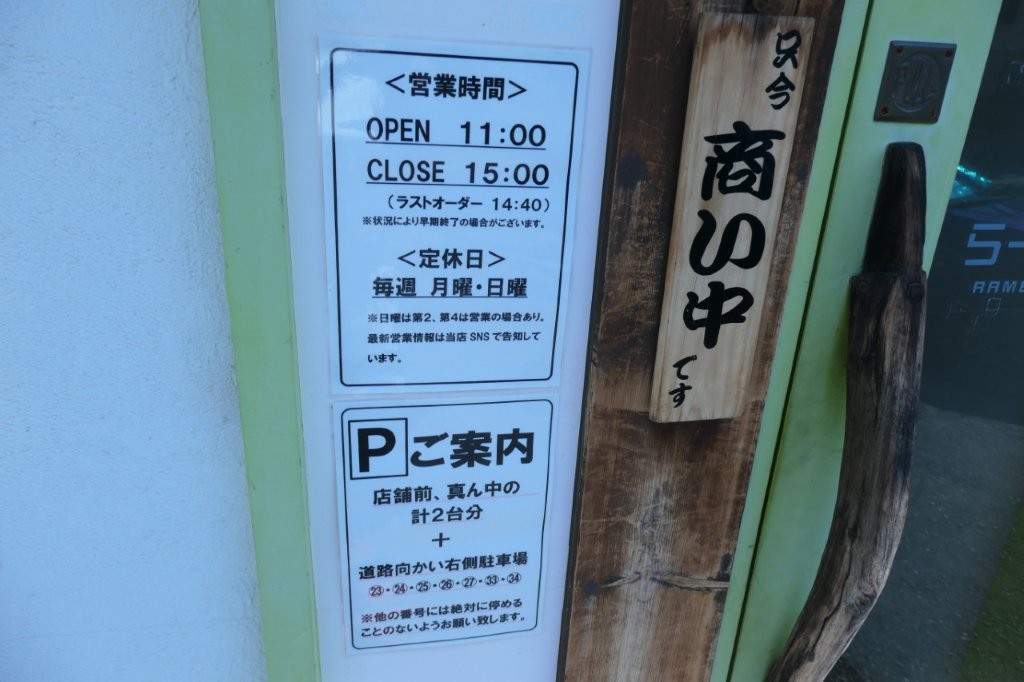 ＜営業時間＞
OPEN 11:00
CLOSE 15:00
（ラストオーダー 14:40）
※状況により早期終了の場合がございます。
＜定休日＞
毎週 月曜・日曜
※日曜は第2、第4は営業の場合あり。
最新営業情報は当店SNSで告知して
います。
Pご案内
店舗前、真ん中の
計2台分
＋
道路向かい右側駐車場
㉓・㉔・㉕・㉖・㉗・㉝・㉞
※他の番号には絶対に停める
ことのないようお願い致します。
只今
商い中
です